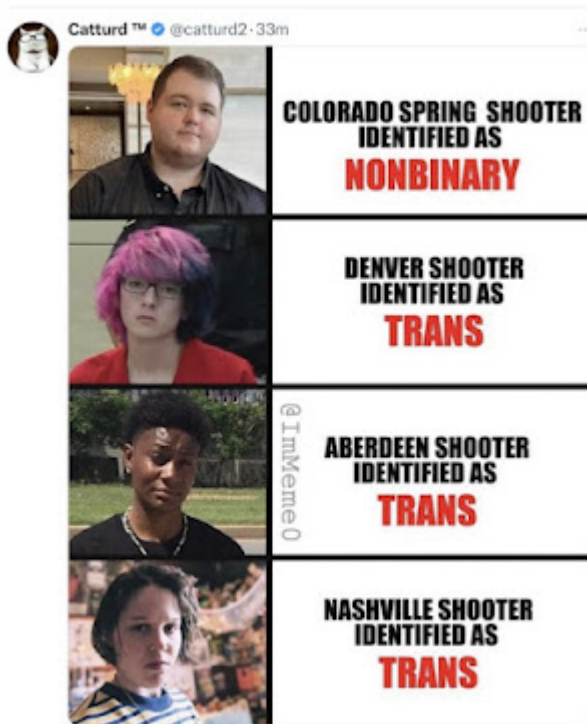 Catturd ™ @catturd2·33m
COLORADO SPRING SHOOTER
IDENTIFIED AS
NONBINARY
DENVER SHOOTER
IDENTIFIED AS
TRANS
@ImMeme0
ABERDEEN SHOOTER
IDENTIFIED AS
TRANS
NASHVILLE SHOOTER
IDENTIFIED AS
TRANS